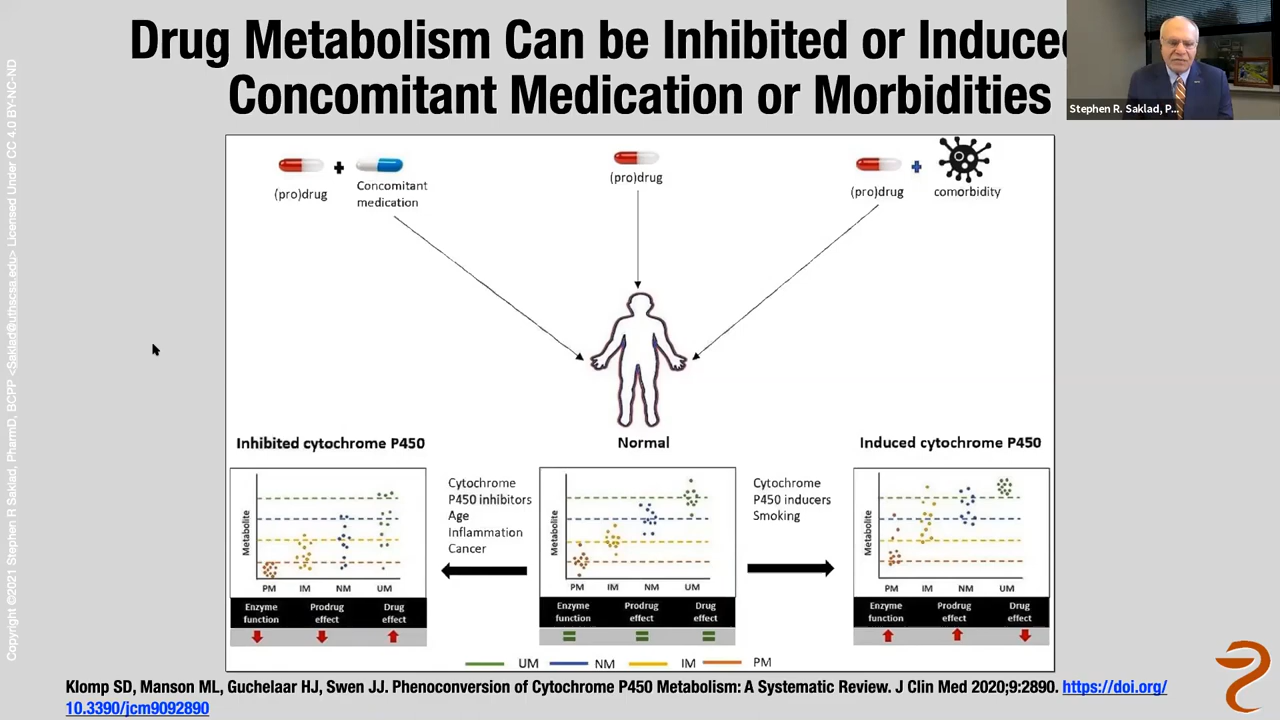 Drug Metabolism Can be Inhibited or Induced
Concomitant Medication or Morbidities
Stephen R. Saklad, P...
Copyright ©2021 Stephen R Saklad, PharmD, BCPP <Saklad@uthscsa.edu> Licensed Under CC 4.0 BY-NC-ND
(pro)drug
+
Concomitant
medication
(pro)drug
(pro)drug
+
comorbidity
Inhibited cytochrome P450
Normal
Induced cytochrome P450
Metabolite
PM IM NM UM
Enzyme function
Prodrug effect
Drug effect
Cytochrome
P450 inhibitors
Age
Inflammation
Cancer
Metabolite
PM IM NM UM
Enzyme function
Prodrug effect
Drug effect
= = =
Cytochrome
P450 inducers
Smoking
Metabolite
PM IM NM UM
Enzyme function
Prodrug effect
Drug effect
UM NM IM PM
Klomp SD, Manson ML, Guchelaar HJ, Swen JJ. Phenoconversion of Cytochrome P450 Metabolism: A Systematic Review. J Clin Med 2020;9:2890. https://doi.org/
10.3390/jcm9092890